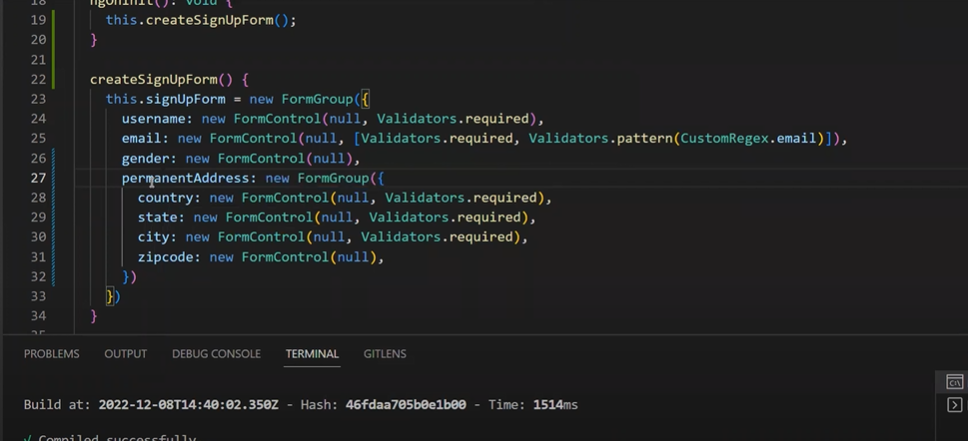 18 ngOnInit(): void {
19 this.createSignUpForm();
20 }
21
22 createSignUpForm() {
23 this.signUpForm = new FormGroup({
24 username: new FormControl(null, Validators.required),
25 email: new FormControl(null, [Validators.required, Validators.pattern(CustomRegex.email)]),
26 gender: new FormControl(null),
27 permanentAddress: new FormGroup({
28 country: new FormControl(null, Validators.required),
29 state: new FormControl(null, Validators.required),
30 city: new FormControl(null, Validators.required),
31 zipcode: new FormControl(null),
32 })
33 })
34 }
35
PROBLEMS OUTPUT DEBUG CONSOLE TERMINAL GITLENS
Build at: 2022-12-08T14:40:02.350Z - Hash: 46fdaa705b0e1b00 - Time: 1514ms
√ Compiled successfully